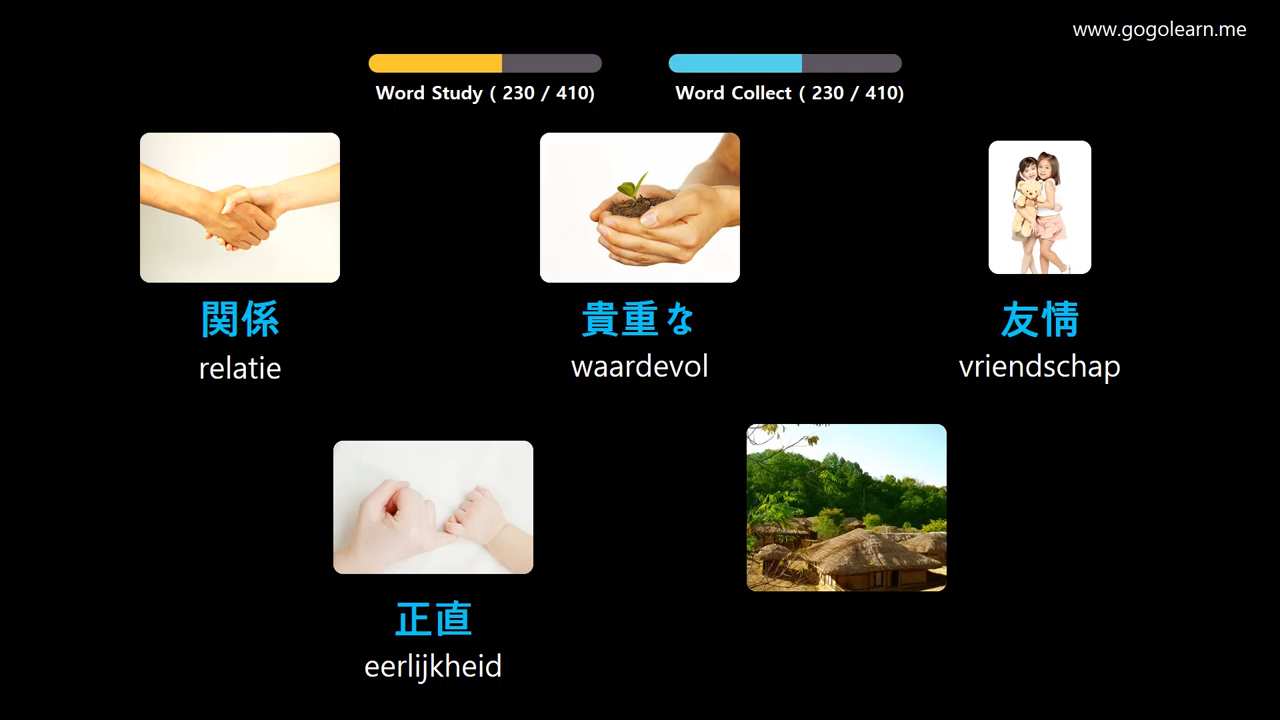 www.gogolearn.me
Word Study ( 230 / 410)
Word Collect ( 230 / 410)
関係
relatie
貴重な
waardevol
友情
vriendschap
正直
eerlijkheid